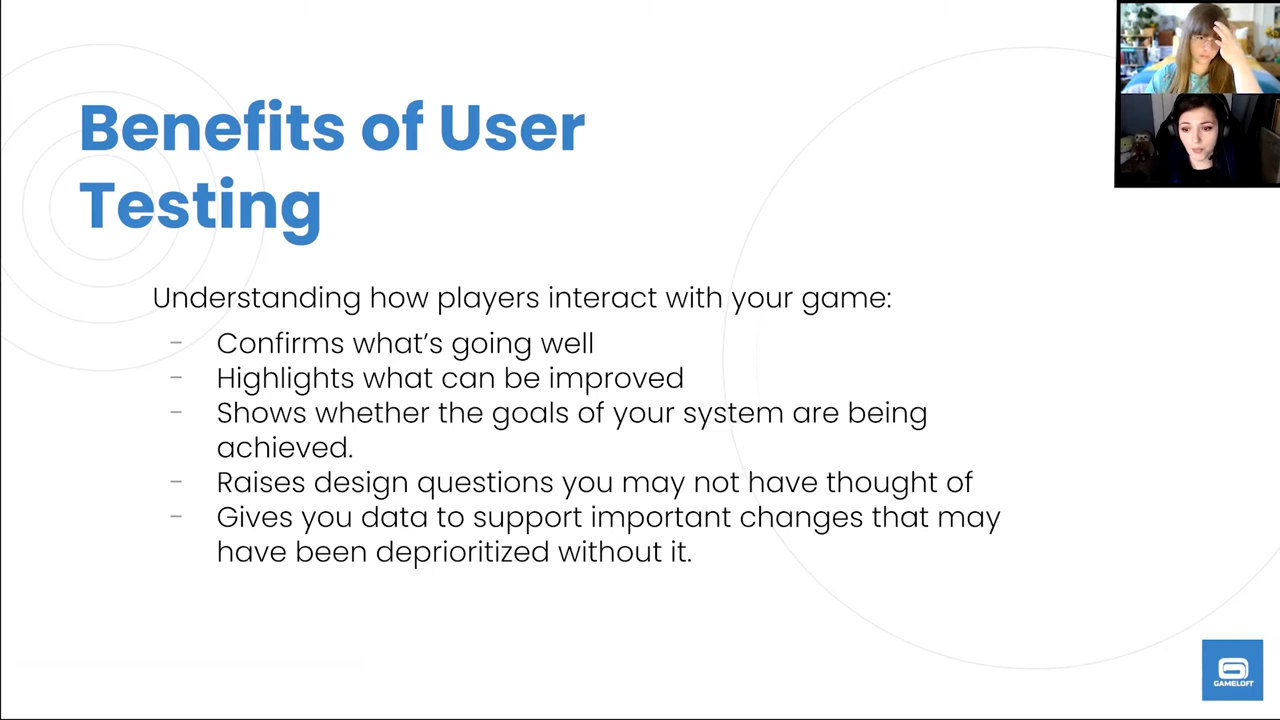 Benefits of User
Testing
Understanding how players interact with your game:
- Confirms what’s going well
- Highlights what can be improved
- Shows whether the goals of your system are being
achieved.
- Raises design questions you may not have thought of
- Gives you data to support important changes that may
have been deprioritized without it.
GAMELOFT